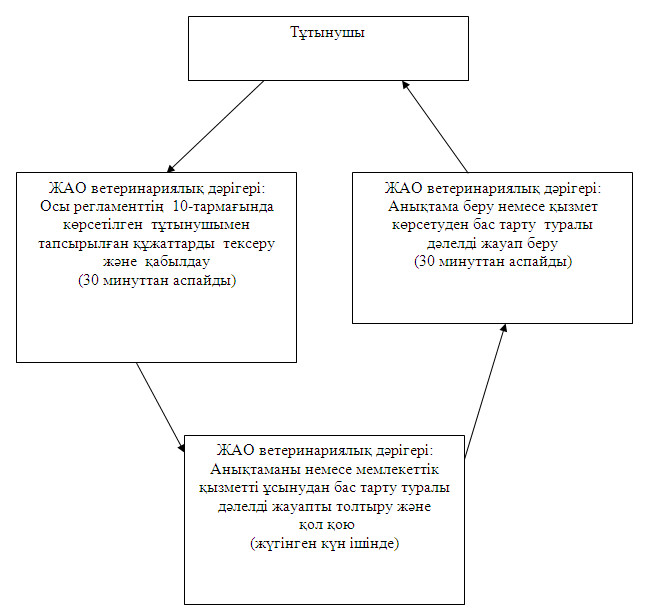 Тұтынушы
ЖАО ветеринариялық дәрігері:
Осы регламенттің 10-тармағында
көрсетілген тұтынушымен
тапсырылған құжаттарды тексеру
және қабылдау
(30 минуттан аспайды)
ЖАО ветеринариялық дәрігері:
Анықтама беру немесе қызмет
көрсетуден бас тарту туралы
дәлелді жауап беру
(30 минуттан аспайды)
ЖАО ветеринариялық дәрігері:
Анықтаманы немесе мемлекеттік
қызметті ұсынудан бас тарту туралы
дәлелді жауапты толтыру және
қол қою
(жүгінген күн ішінде)